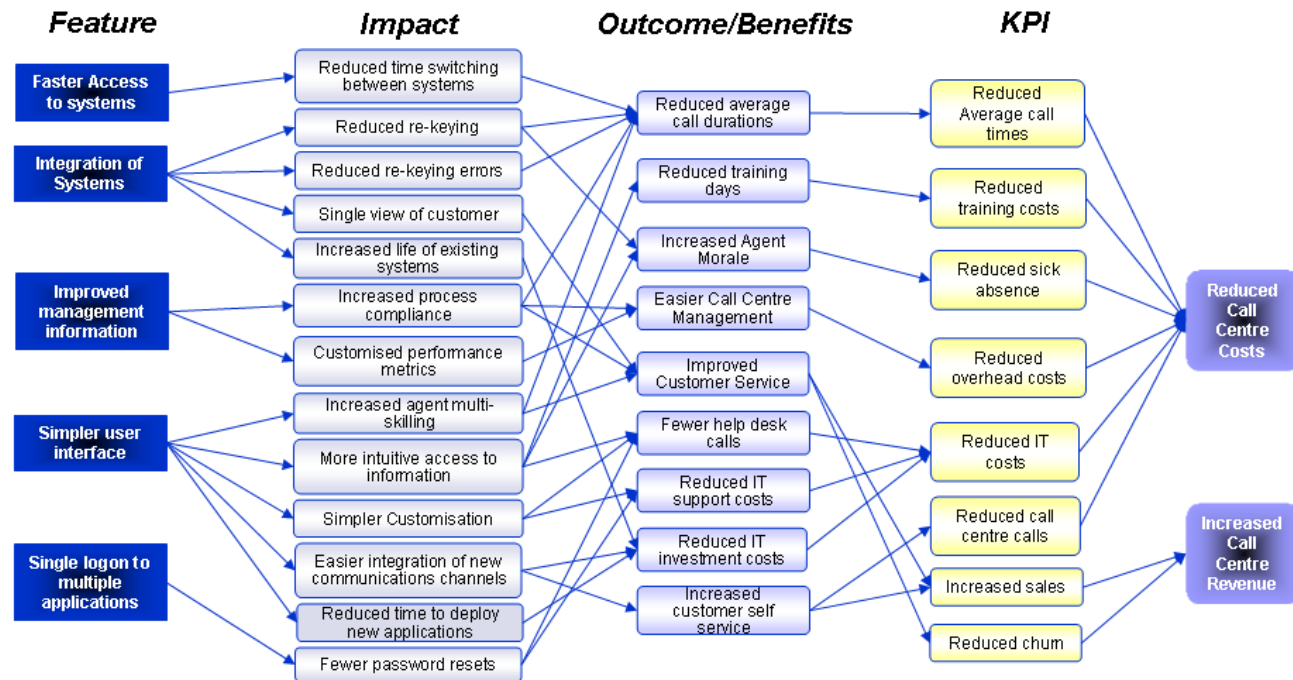 Feature
Impact
Outcome/Benefits
KPI
Faster Access
to systems
Integration of
Systems
Improved
management
information
Simpler user
interface
Single logon to
multiple
applications
Reduced time switching
between systems
Reduced re-keying
Reduced re-keying errors
Single view of customer
Increased life of existing
systems
Increased process
compliance
Customised performance
metrics
Increased agent multi-
skilling
More intuitive access to
information
Simpler Customisation
Easier integration of new
communications channels
Reduced time to deploy
new applications
Fewer password resets
Reduced average
call durations
Reduced training
days
Increased Agent
Morale
Easier Call Centre
Management
Improved
Customer Service
Fewer help desk
calls
Reduced IT
support costs
Reduced IT
investment costs
Increased
customer self
service
Reduced
Average call
times
Reduced
training costs
Reduced sick
absence
Reduced
overhead costs
Reduced IT
costs
Reduced call
centre calls
Increased sales
Reduced churn
Reduced
Call
Centre
Costs
Increased
Call
Centre
Revenue